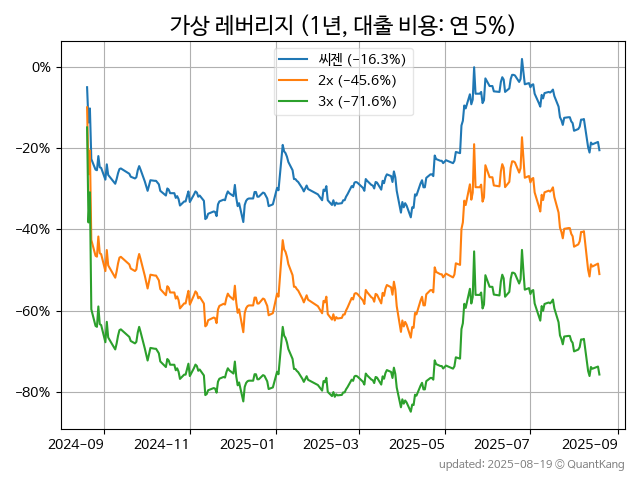 가상 레버리지 (1년, 대출 비용: 연 5%)
씨젠 (−16.3%)
2x (−45.6%)
3x (−71.6%)
0%
−20%
−40%
−60%
−80%
2024-09 2024-11 2025-01 2025-03 2025-05 2025-07 2025-09
updated: 2025-08-19 © QuantKang